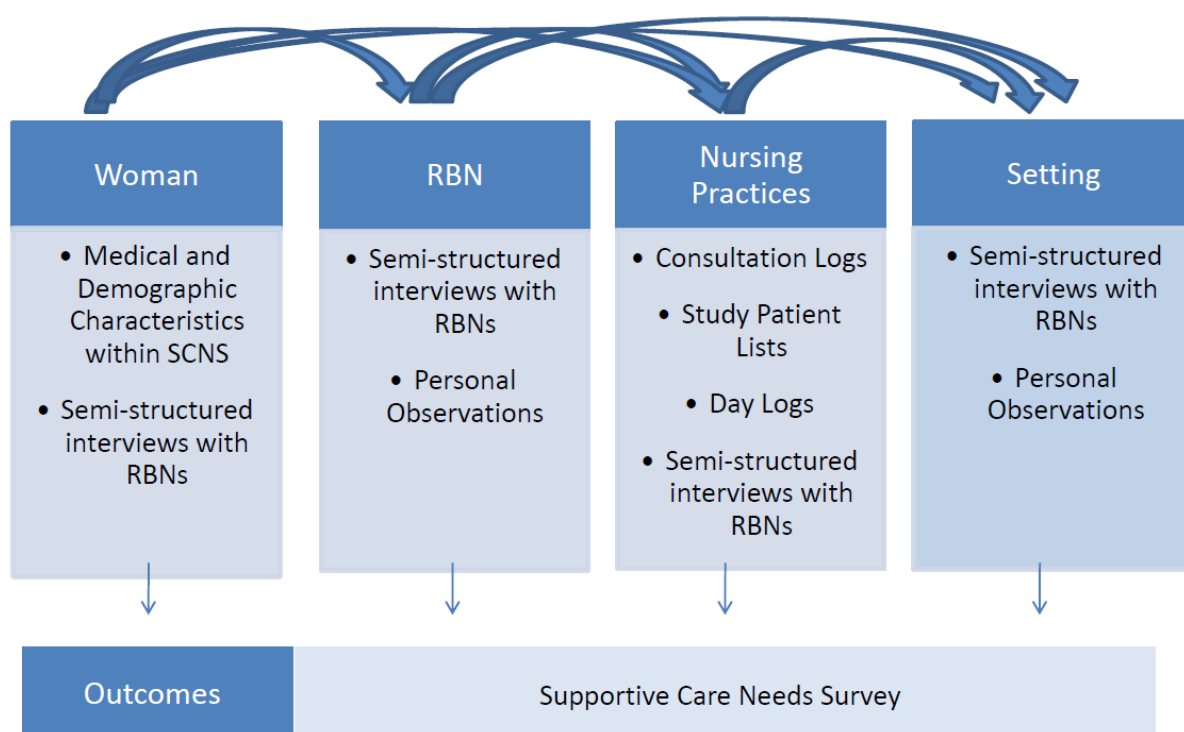 Woman
• Medical and
Demographic
Characteristics
within SCNS
• Semi-structured
interviews with
RBNs
RBN
• Semi-structured
interviews with
RBNs
• Personal
Observations
Nursing
Practices
• Consultation Logs
• Study Patient
Lists
• Day Logs
• Semi-structured
interviews with
RBNs
Setting
• Semi-structured
interviews with
RBNs
• Personal
Observations
Outcomes
Supportive Care Needs Survey